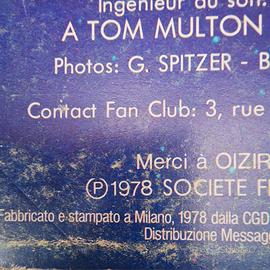 Ingénieur du son:
A TOM MULTON
Photos: G. SPITZER - B
Contact Fan Club: 3, rue
Merci à OIZIR
Ⓟ1978 SOCIETE F
Fabbricato e stampato a Milano, 1978 dalla CGD
Distribuzione Messag